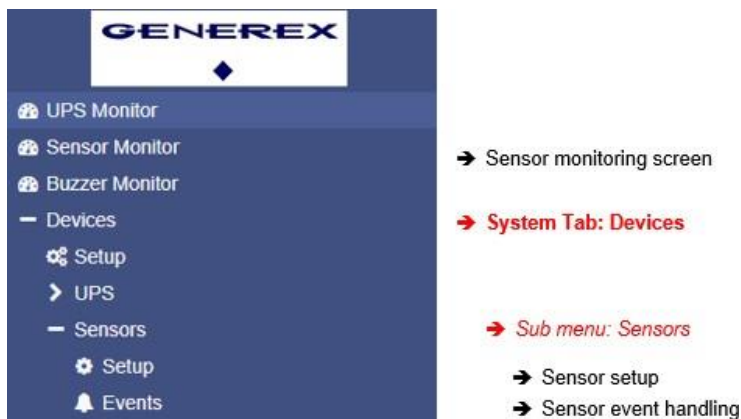 GENEREX
UPS Monitor
Sensor Monitor
➔ Sensor monitoring screen
Buzzer Monitor
Devices
➔ System Tab: Devices
Setup
UPS
Sensors
➔ Sub menu: Sensors
Setup
➔ Sensor setup
Events
➔ Sensor event handling